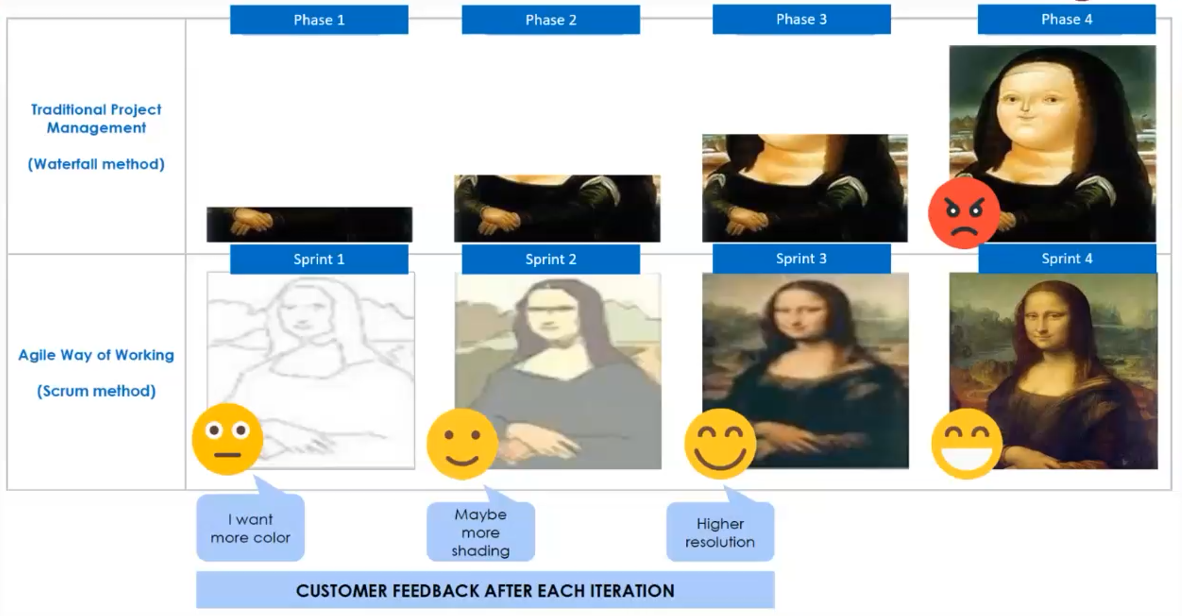 Phase 1
Phase 2
Phase 3
Phase 4
Traditional Project
Management
(Waterfall method)
Sprint 1
Sprint 2
Sprint 3
Sprint 4
Agile Way of Working
(Scrum method)
I want
more color
Maybe
more
shading
Higher
resolution
CUSTOMER FEEDBACK AFTER EACH ITERATION